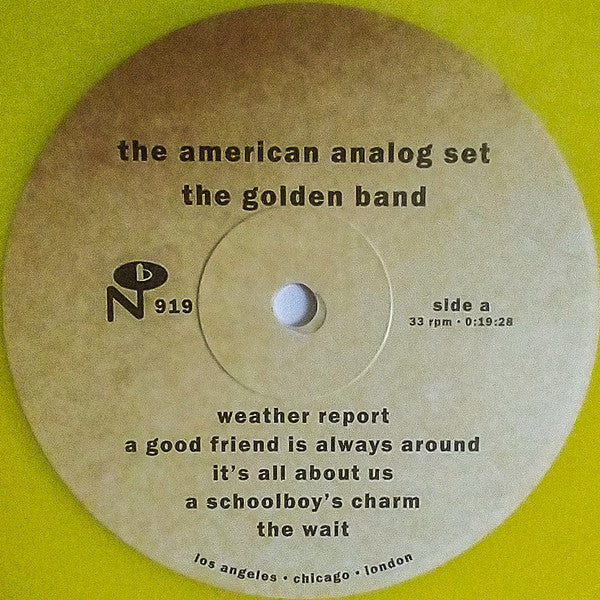 the american analog set
the golden band
N b 919
side a
33 rpm • 0:19:28
weather report
a good friend is always around
it's all about us
a schoolboy's charm
the wait
los angeles • chicago • london